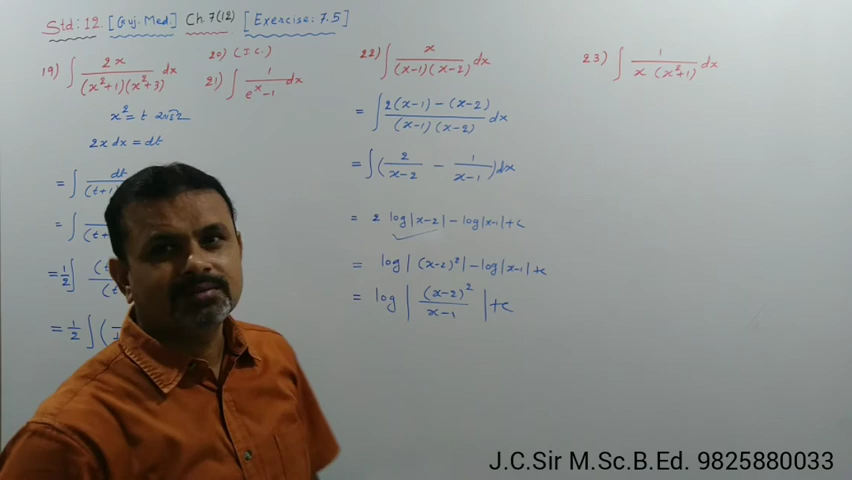 Std: 12. [Guj. Med.] Ch. 7(12) [Exercise: 7.5]
19) ∫ 2x / (x²+1)(x²+3) dx
x² = t
2x dx = dt
= ∫ dt / (t+1
= ∫ / (t+
= 1/2 ∫ (t / (t
= 1/2 ∫ (
20) (I.C.)
21) ∫ 1 / eˣ-1 dx
22) ∫ x / (x-1)(x-2) dx
= ∫ 2(x-1) - (x-2) / (x-1)(x-2) dx
= ∫ (2 / x-2 - 1 / x-1) dx
= 2 log|x-2| - log|x-1| + c
= log|(x-2)²| - log|x-1| + c
= log | (x-2)² / x-1 | + c
23) ∫ 1 / x (x²+1) dx
J.C.Sir M.Sc.B.Ed. 9825880033